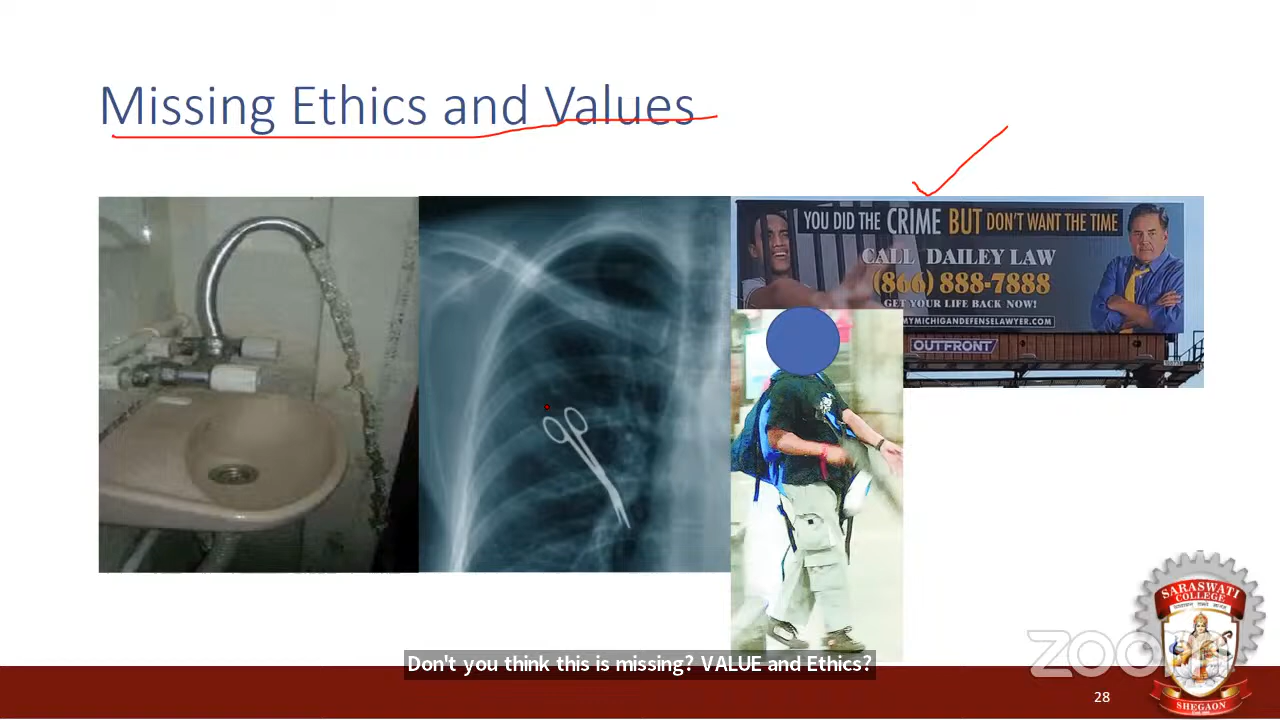 Missing Ethics and Values
YOU DID THE CRIME BUT DON'T WANT THE TIME
CALL DAILEY LAW
(866) 888-7888
GET YOUR LIFE BACK NOW!
MYMICHIGANDEFENSELAWYER.COM
OUTFRONT
zoom
SARASWATI
COLLEGE
SHEGAON
Don't you think this is missing? VALUE and Ethics?
28